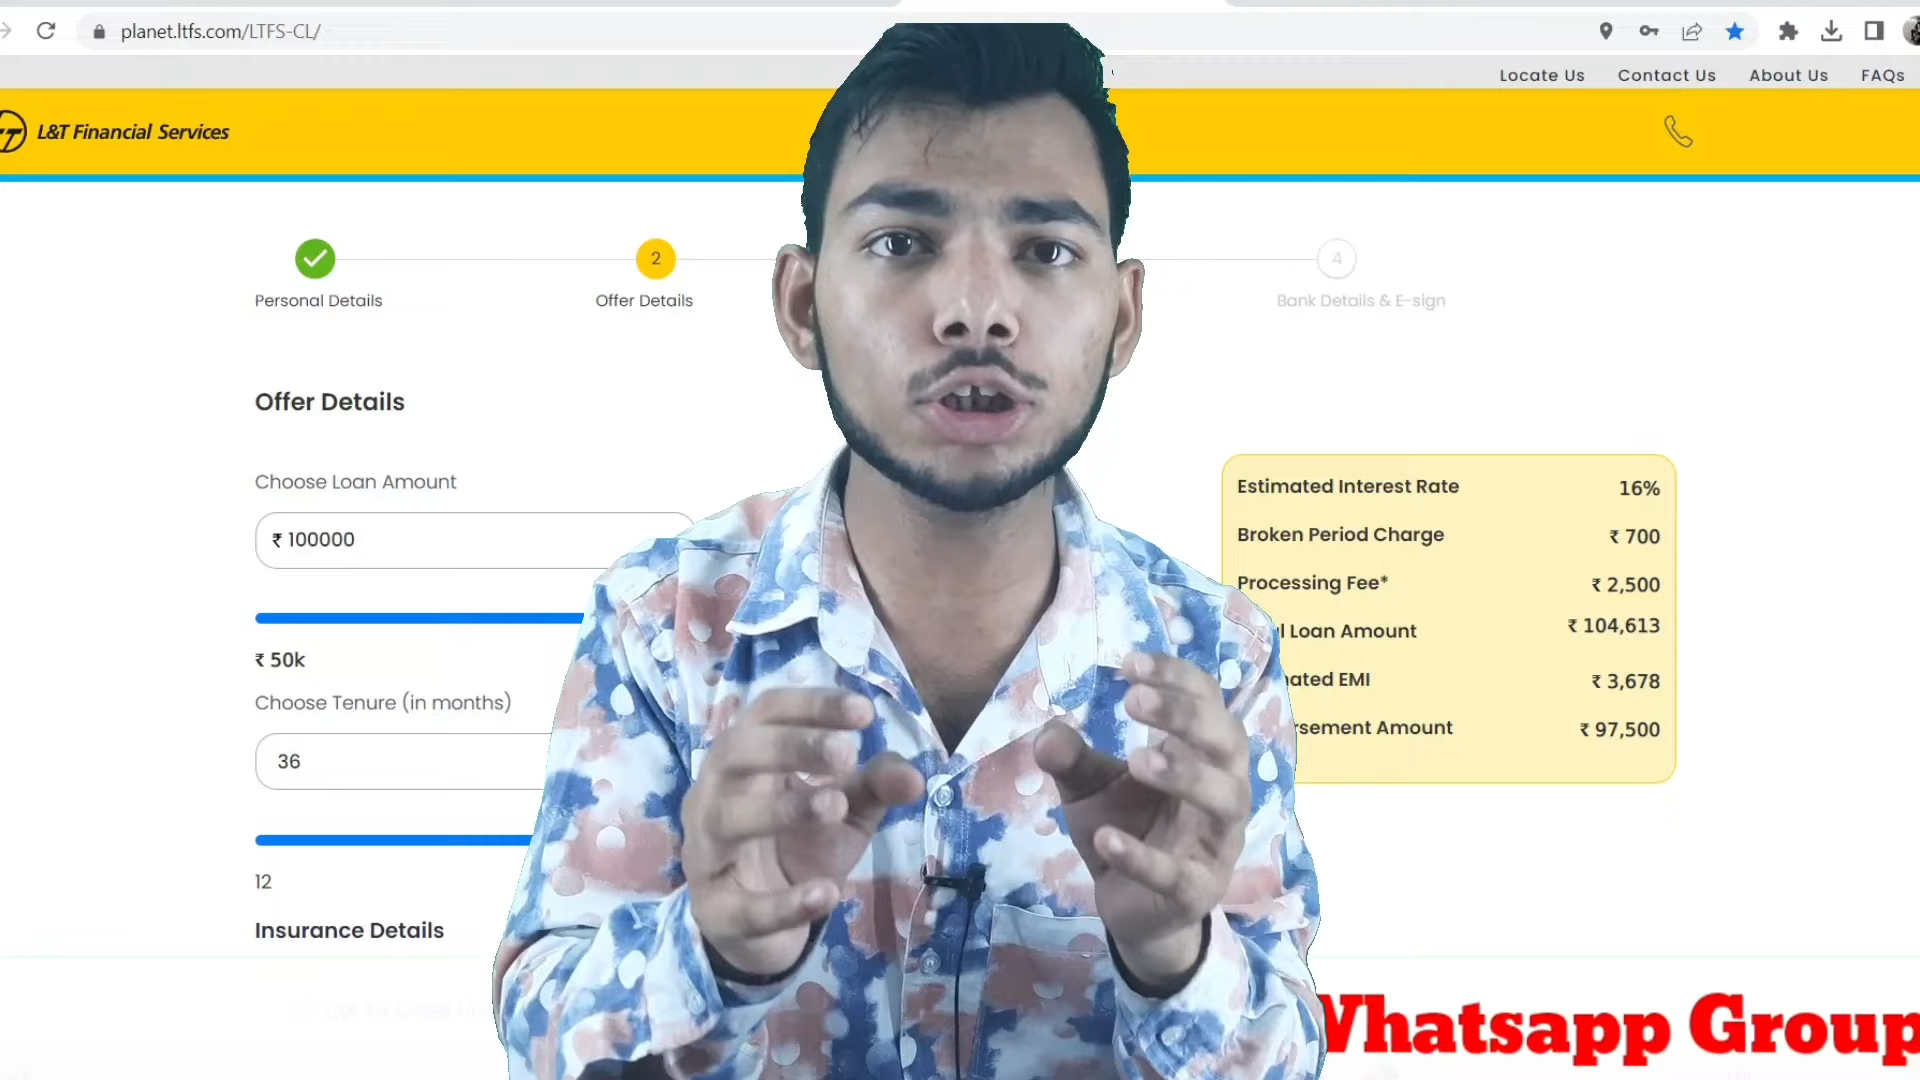 planet.ltfs.com/LTFS-CL/
Locate Us Contact Us About Us FAQs
L&T Financial Services
2
4
Personal Details
Offer Details
Bank Details & E-sign
Offer Details
Choose Loan Amount
₹ 100000
₹ 50k
Choose Tenure (in months)
36
12
Insurance Details
Estimated Interest Rate 16%
Broken Period Charge ₹ 700
Processing Fee* ₹ 2,500
Loan Amount ₹ 104,613
EMI ₹ 3,678
Amount ₹ 97,500
Whatsapp Group